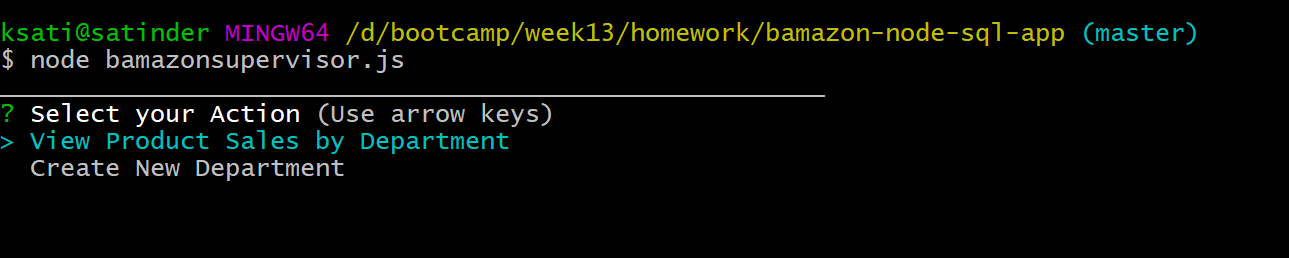 ksati@satinder MINGW64 /d/bootcamp/week13/homework/bamazon-node-sql-app (master)
$ node bamazonsupervisor.js
_______________________________________________________
? Select your Action (Use arrow keys)
> View Product Sales by Department
  Create New Department